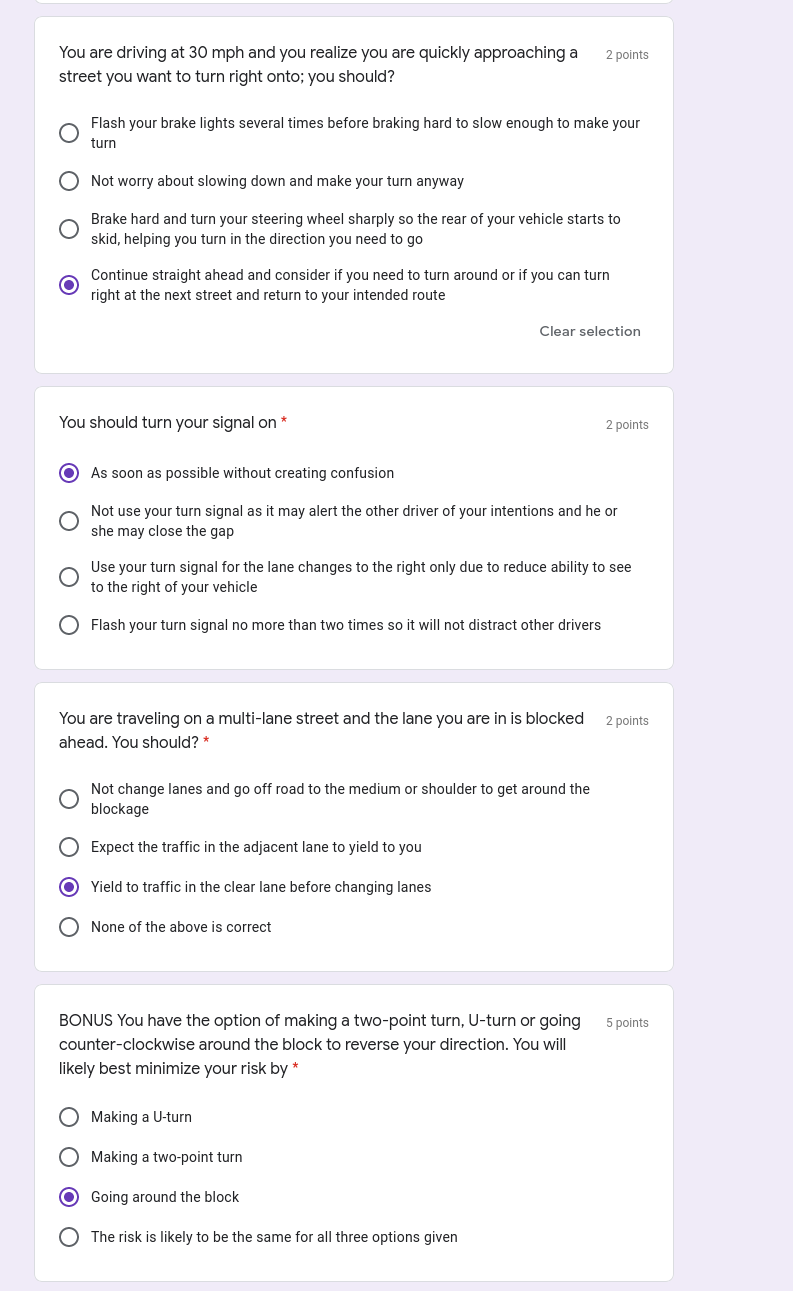 You are driving at 30 mph and you realize you are quickly approaching a
street you want to turn right onto; you should?
2 points
Flash your brake lights several times before braking hard to slow enough to make your
turn
Not worry about slowing down and make your turn anyway
Brake hard and turn your steering wheel sharply so the rear of your vehicle starts to
skid, helping you turn in the direction you need to go
Continue straight ahead and consider if you need to turn around or if you can turn
right at the next street and return to your intended route
Clear selection
You should turn your signal on *
2 points
As soon as possible without creating confusion
Not use your turn signal as it may alert the other driver of your intentions and he or
she may close the gap
Use your turn signal for the lane changes to the right only due to reduce ability to see
to the right of your vehicle
Flash your turn signal no more than two times so it will not distract other drivers
You are traveling on a multi-lane street and the lane you are in is blocked
ahead. You should? *
2 points
Not change lanes and go off road to the medium or shoulder to get around the
blockage
Expect the traffic in the adjacent lane to yield to you
Yield to traffic in the clear lane before changing lanes
None of the above is correct
BONUS You have the option of making a two-point turn, U-turn or going
counter-clockwise around the block to reverse your direction. You will
likely best minimize your risk by *
5 points
Making a U-turn
Making a two-point turn
Going around the block
The risk is likely to be the same for all three options given